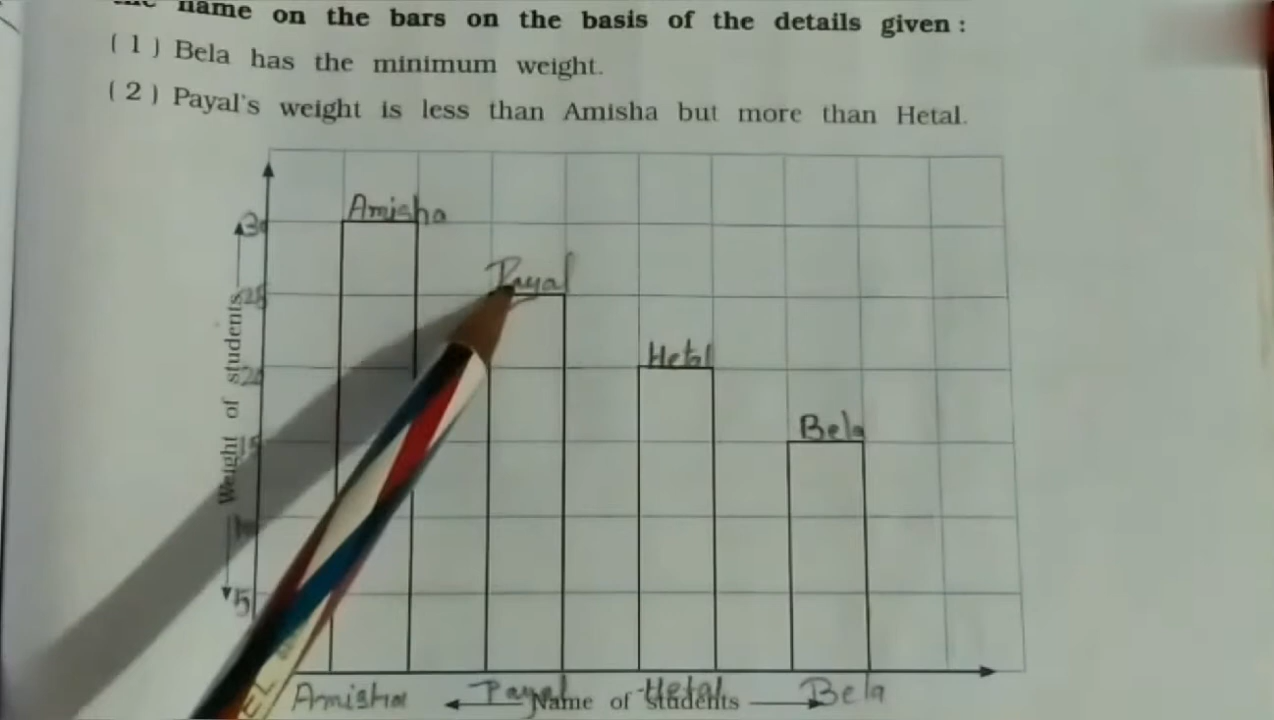 the name on the bars on the basis of the details given :
( 1 ) Bela has the minimum weight.
( 2 ) Payal's weight is less than Amisha but more than Hetal.
Amisha
30
Payal
25
Hetal
20
Bela
15
5
Weight of students
Amisha Payal Hetal Bela
Name of students